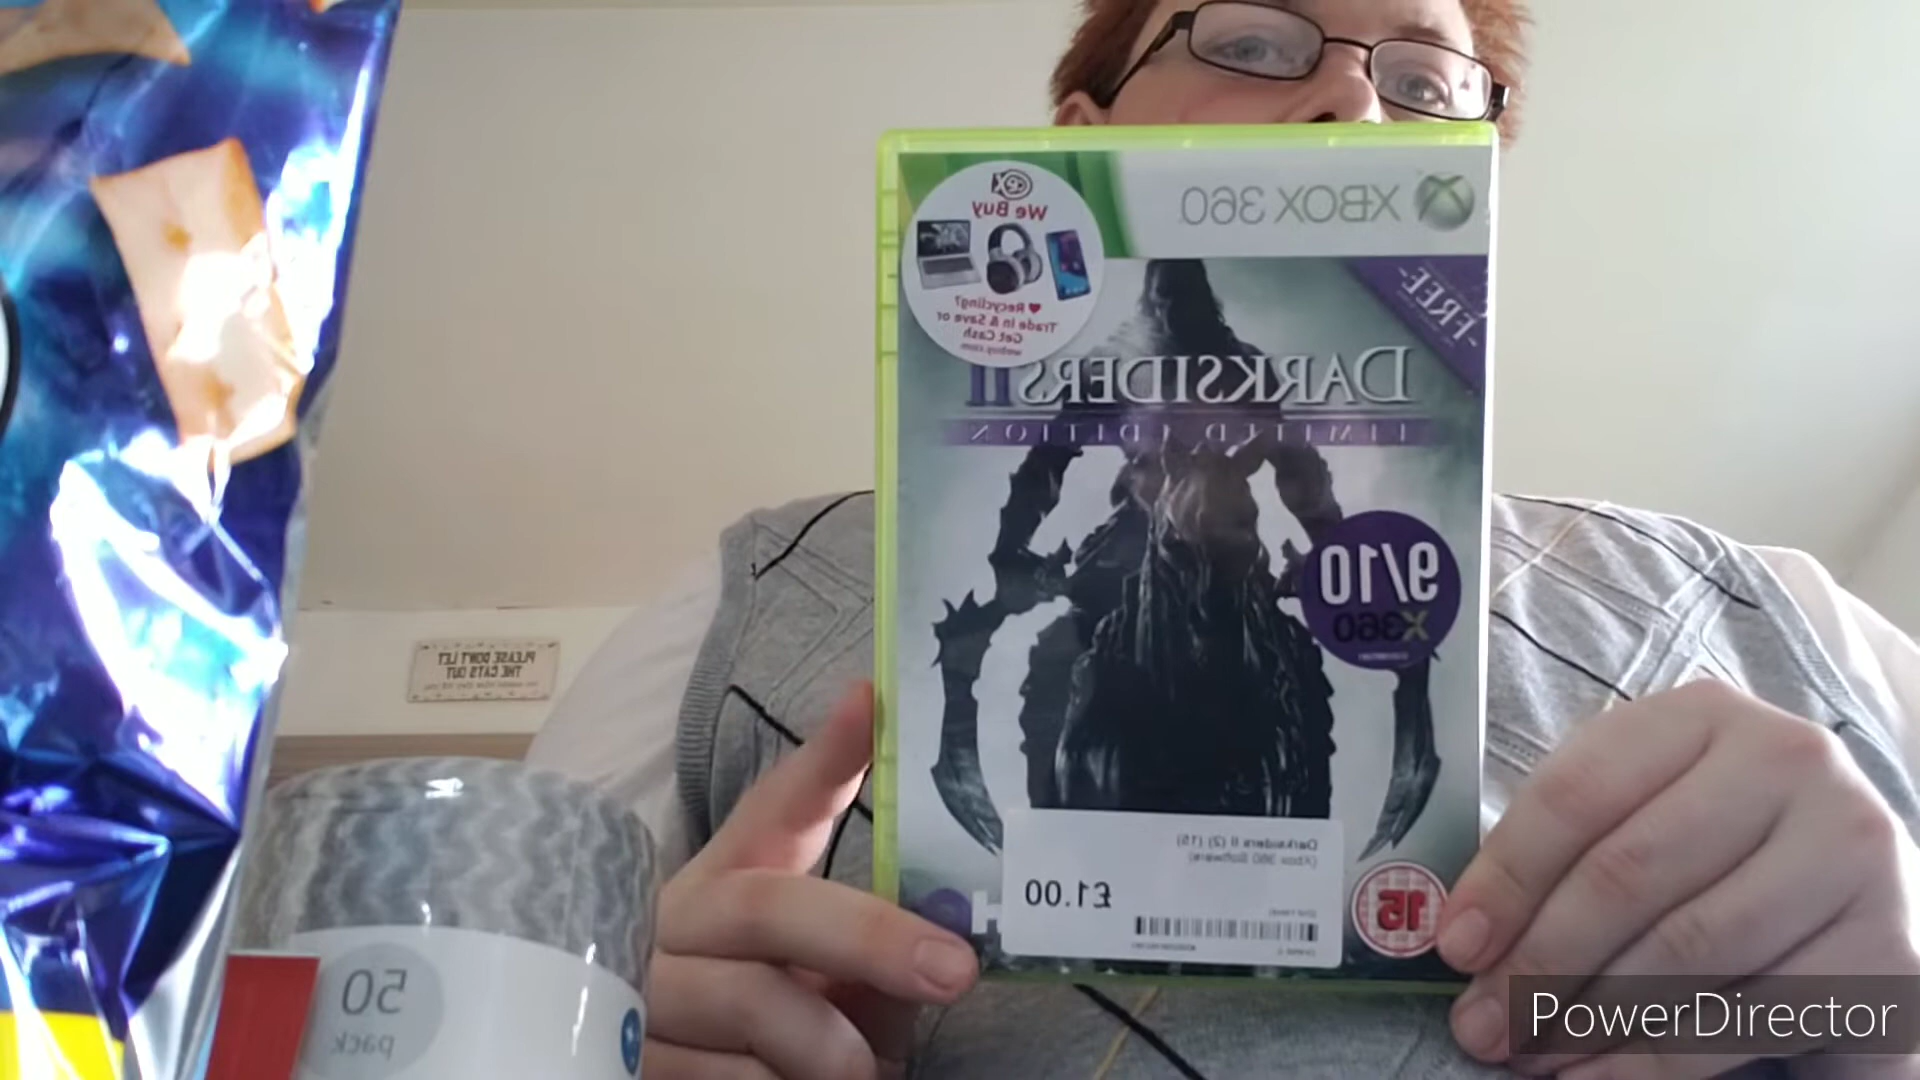 XBOX 360
CeX
We Buy
♥ Recycling?
Trade in & Save or
Get Cash
webuy.com
-FREE-
DARKSIDERS II
LIMITED EDITION
9/10
X360
PLEASE DON'T LET
THE CATS OUT
Darksiders II (2) (15)
(Xbox 360 Software)
£1.00
15
50
pack
PowerDirector